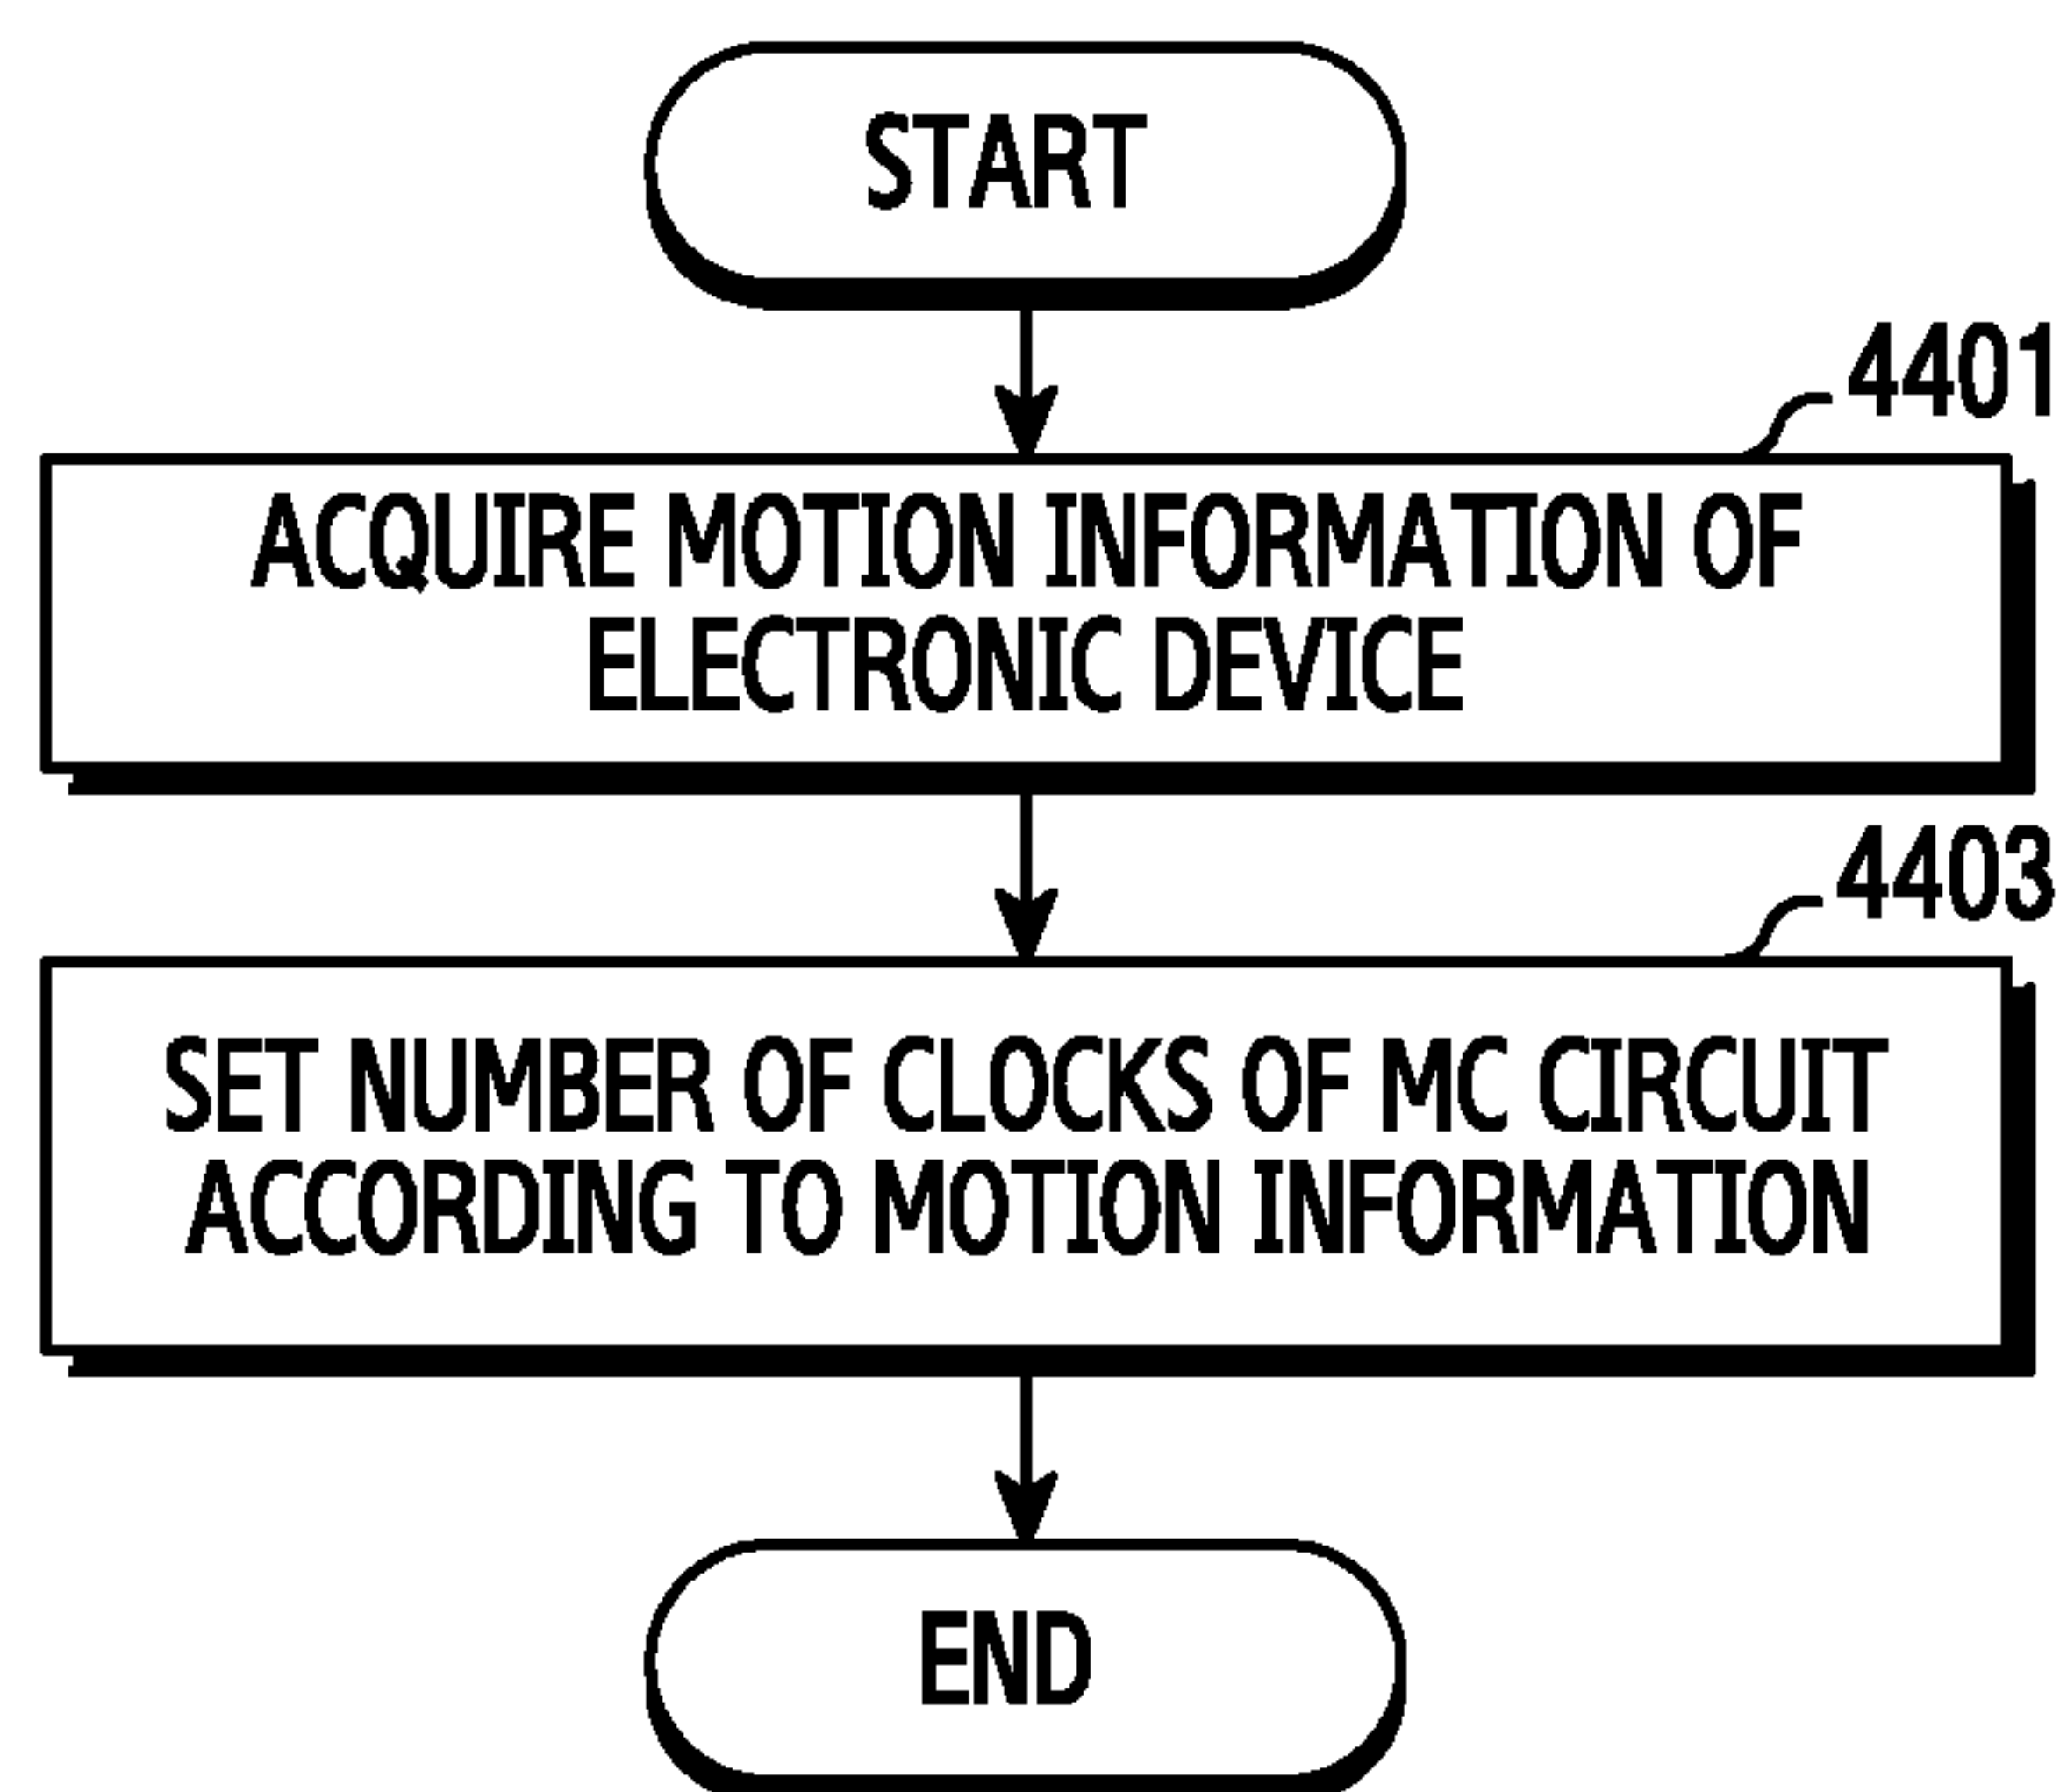 START
4401
ACQUIRE MOTION INFORMATION OF
ELECTRONIC DEVICE
4403
SET NUMBER OF CLOCKS OF MC CIRCUIT
ACCORDING TO MOTION INFORMATION
END